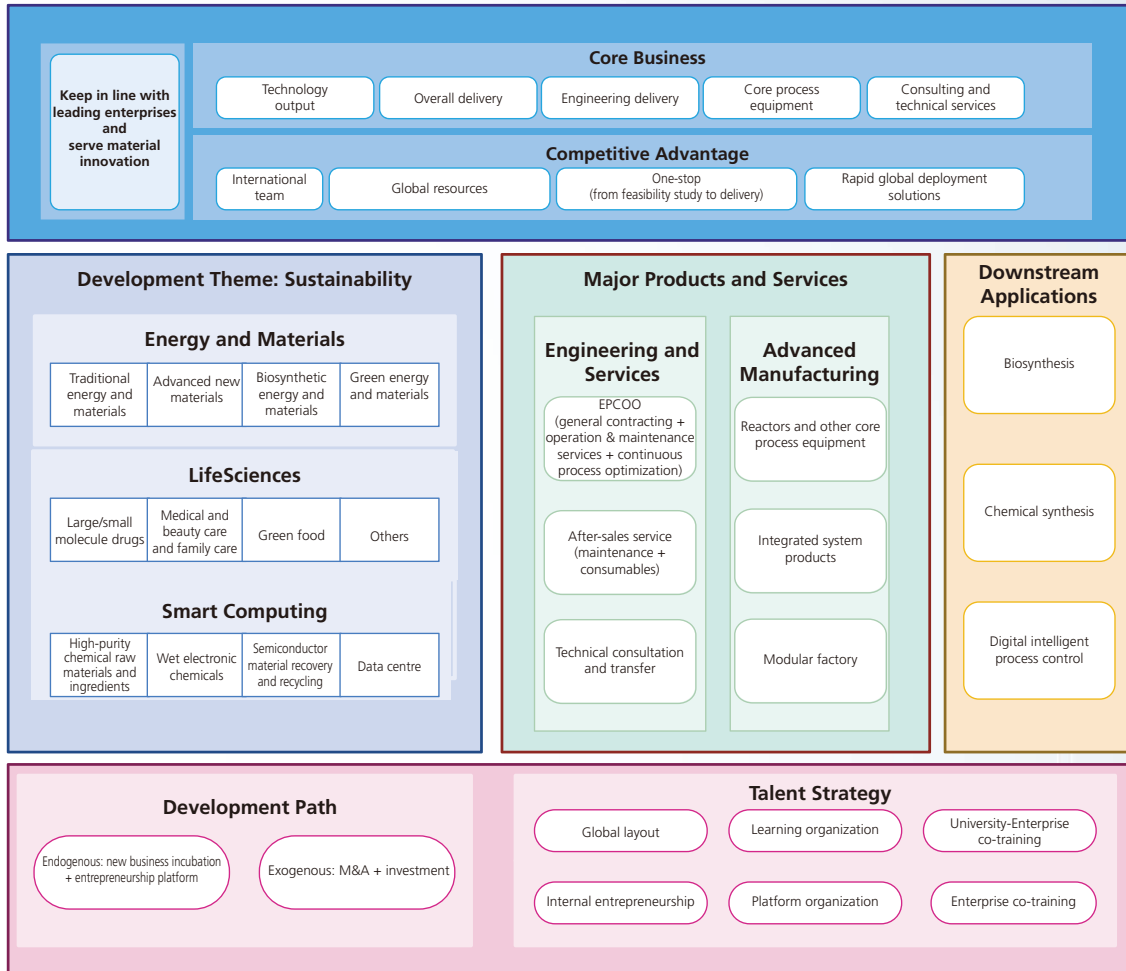 Keep in line with
leading enterprises
and
serve material
innovation
Core Business
Technology
output
Overall delivery
Engineering delivery
Core process
equipment
Consulting and
technical services
Competitive Advantage
International
team
Global resources
One-stop
(from feasibility study to delivery)
Rapid global deployment
solutions
Development Theme: Sustainability
Energy and Materials
Traditional
energy and
materials
Advanced new
materials
Biosynthetic
energy and
materials
Green energy
and materials
LifeSciences
Large/small
molecule drugs
Medical and
beauty care
and family care
Green food
Others
Smart Computing
High-purity
chemical raw
materials and
ingredients
Wet electronic
chemicals
Semiconductor
material recovery
and recycling
Data centre
Major Products and Services
Engineering and
Services
EPCOO
(general contracting +
operation & maintenance
services + continuous
process optimization)
After-sales service
(maintenance +
consumables)
Technical consultation
and transfer
Advanced
Manufacturing
Reactors and other core
process equipment
Integrated system
products
Modular factory
Downstream
Applications
Biosynthesis
Chemical synthesis
Digital intelligent
process control
Development Path
Endogenous: new business incubation
+ entrepreneurship platform
Exogenous: M&A + investment
Talent Strategy
Global layout
Learning organization
University-Enterprise
co-training
Internal entrepreneurship
Platform organization
Enterprise co-training